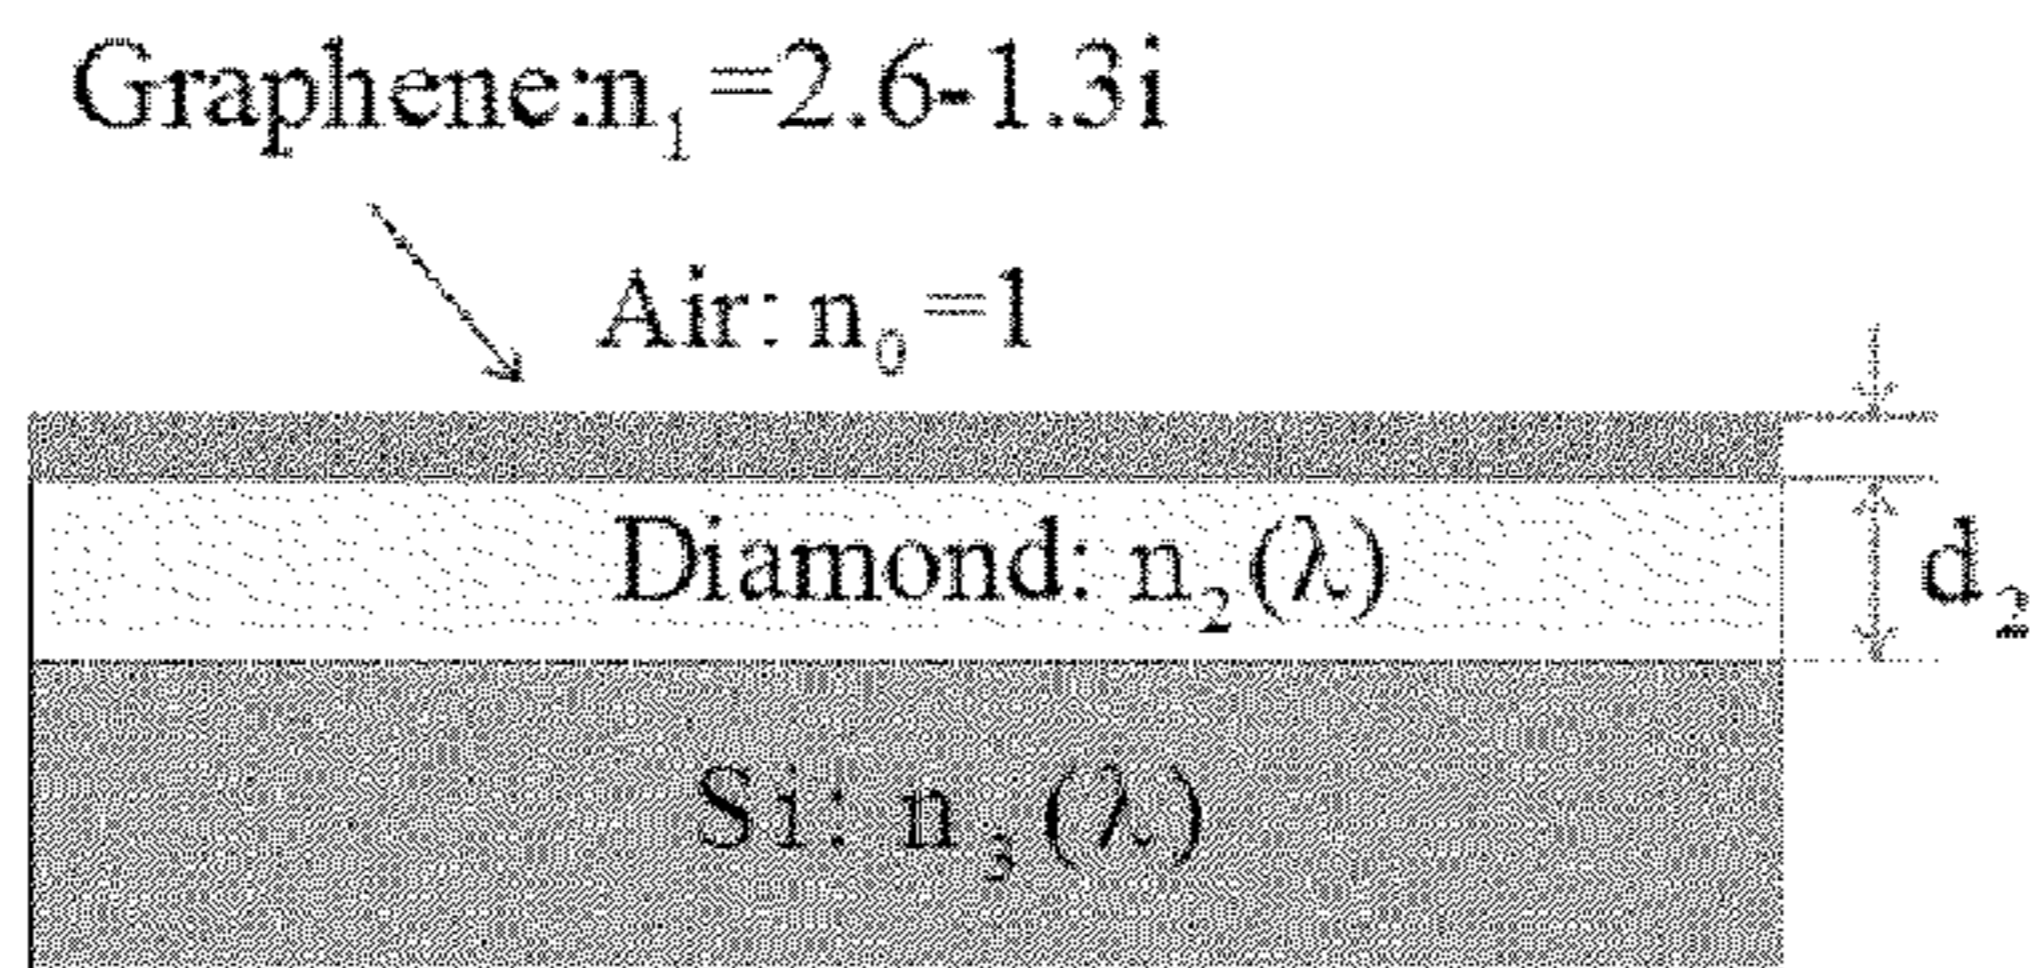 Graphene:n₁=2.6-1.3i
Air: n₀=1
Diamond: n₂(λ)
d₂
Si: n₃(λ)